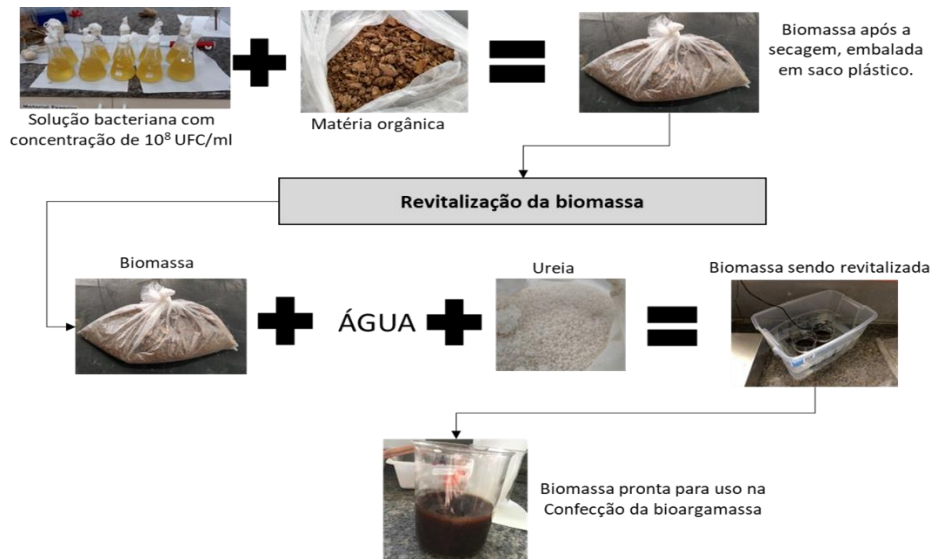 Solução bacteriana com
concentração de 10⁸ UFC/ml
Matéria orgânica
Biomassa após a
secagem, embalada
em saco plástico.
Revitalização da biomassa
Biomassa
ÁGUA
Ureia
Biomassa sendo revitalizada
Biomassa pronta para uso na
Confecção da bioargamassa